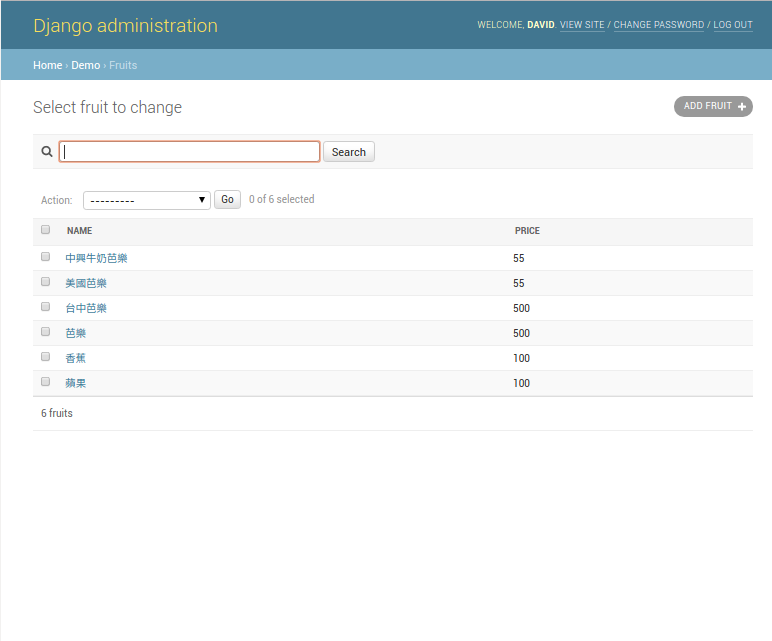 Django administration
WELCOME, DAVID. VIEW SITE / CHANGE PASSWORD / LOG OUT
Home › Demo › Fruits
Select fruit to change
ADD FRUIT +
Search
Action: --------- Go 0 of 6 selected
NAME PRICE
中興牛奶芭樂 55
美國芭樂 55
台中芭樂 500
芭樂 500
香蕉 100
蘋果 100
6 fruits